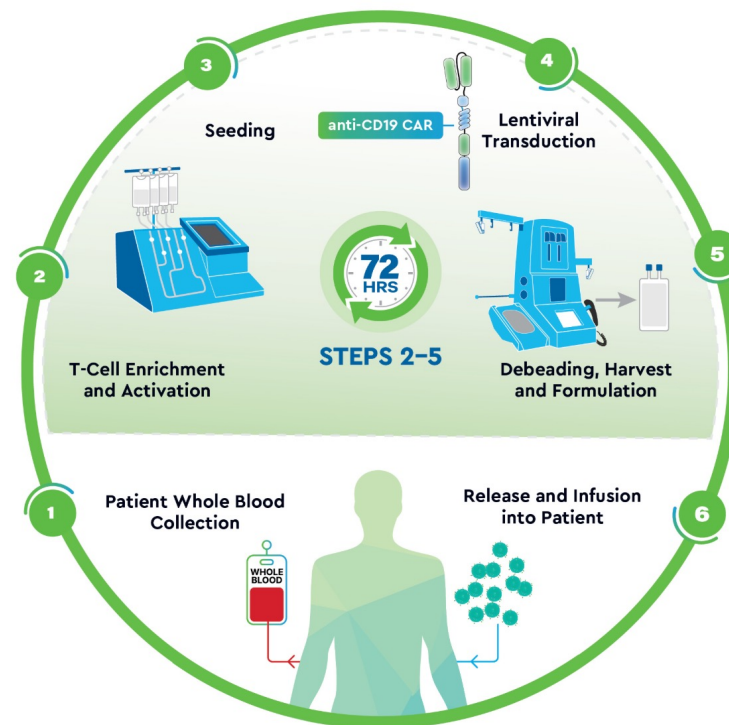 1
Patient Whole Blood
Collection
WHOLE
BLOOD
2
T-Cell Enrichment
and Activation
3
Seeding
4
anti-CD19 CAR
Lentiviral
Transduction
72
HRS
STEPS 2–5
5
Debeading, Harvest
and Formulation
6
Release and Infusion
into Patient